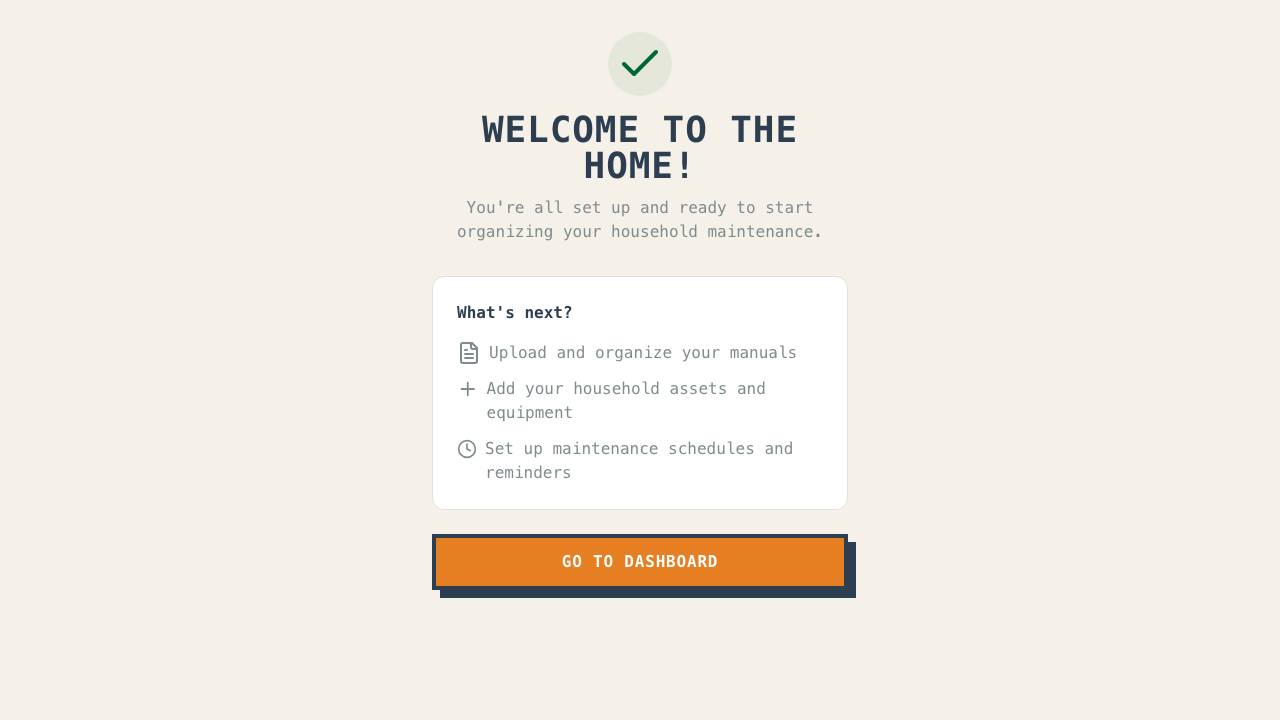 WELCOME TO THE
HOME!
You're all set up and ready to start
organizing your household maintenance.
What's next?
Upload and organize your manuals
Add your household assets and
equipment
Set up maintenance schedules and
reminders
GO TO DASHBOARD